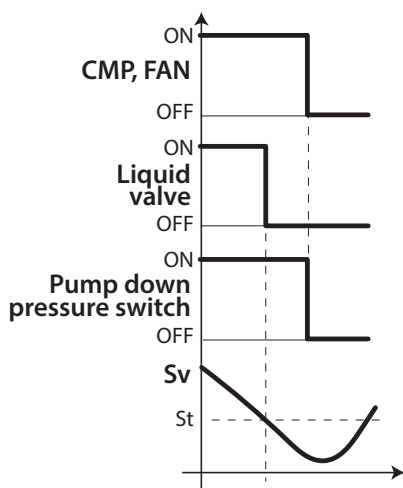 ON
CMP, FAN
OFF
ON
Liquid
valve
OFF
ON
Pump down
pressure switch
OFF
Sv
St